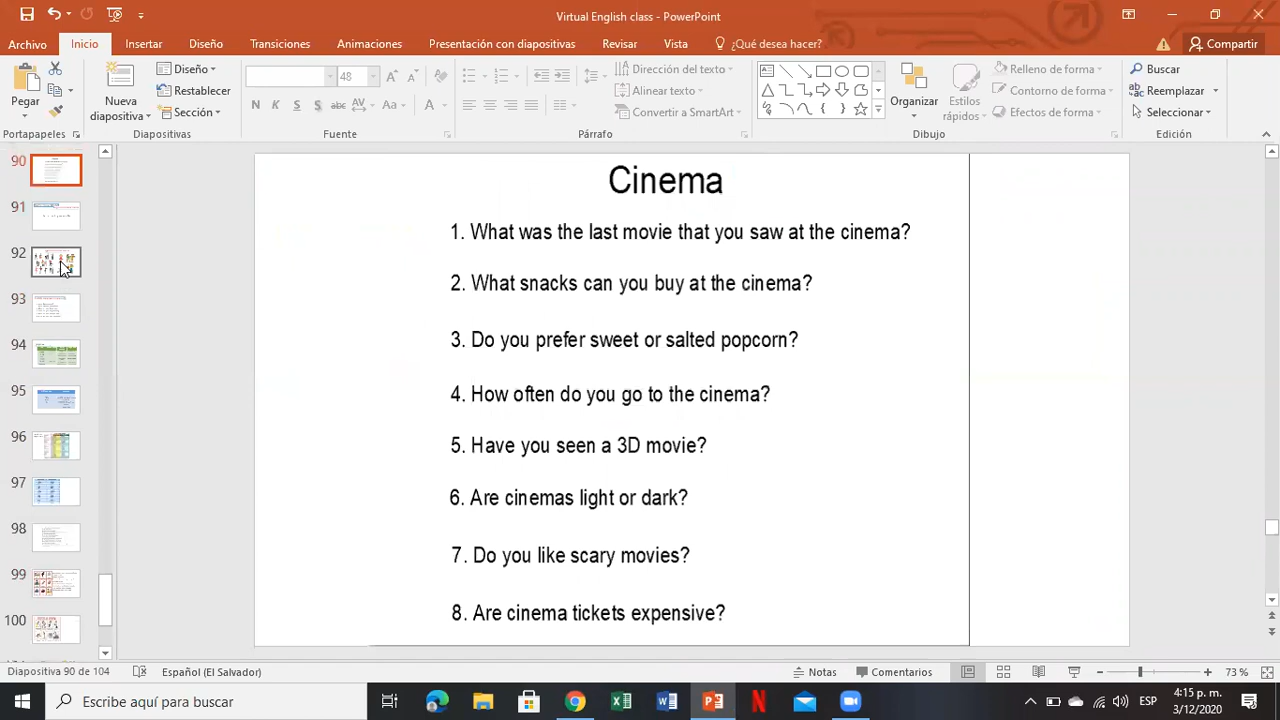 Virtual English class - PowerPoint
Archivo Inicio Insertar Diseño Transiciones Animaciones Presentación con diapositivas Revisar Vista ¿Qué desea hacer? Compartir
Pegar
Portapapeles
Nueva diapositiva
Diseño
Restablecer
Sección
Diapositivas
48
N K S S abc AV Aa A
Fuente
Dirección del texto
Alinear texto
Convertir a SmartArt
Párrafo
Organizar
Estilos rápidos
Relleno de forma
Contorno de forma
Efectos de forma
Dibujo
Buscar
Reemplazar
Seleccionar
Edición
90
91
92
93
94
95
96
97
98
99
100
Cinema
1. What was the last movie that you saw at the cinema?
2. What snacks can you buy at the cinema?
3. Do you prefer sweet or salted popcorn?
4. How often do you go to the cinema?
5. Have you seen a 3D movie?
6. Are cinemas light or dark?
7. Do you like scary movies?
8. Are cinema tickets expensive?
Diapositiva 90 de 104 Español (El Salvador) Notas Comentarios 73 %
Escribe aquí para buscar
ESP
4:15 p. m.
3/12/2020